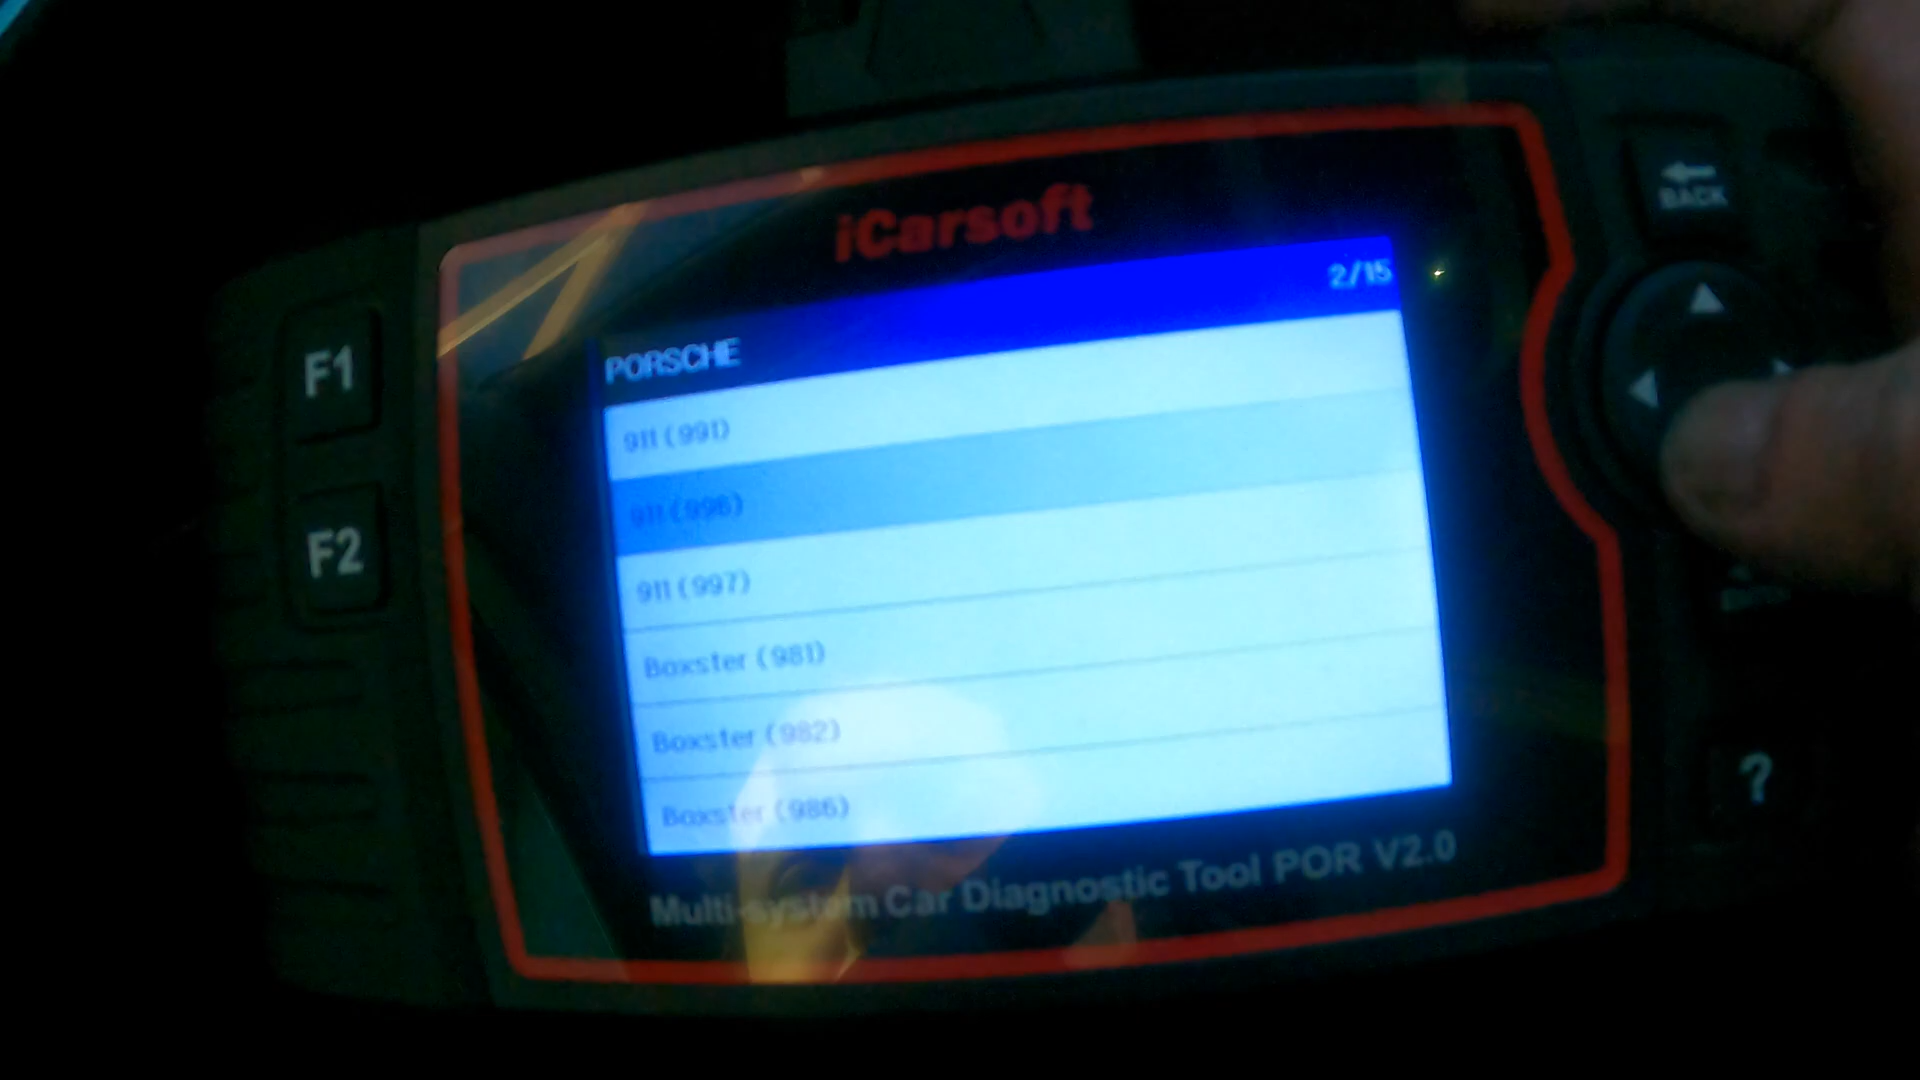 iCarsoft
BACK
2/15
PORSCHE
F1
911 (991)
911 (996)
F2
911 (997)
Boxster (981)
Boxster (982)
Boxster (986)
?
Multi-system Car Diagnostic Tool POR V2.0